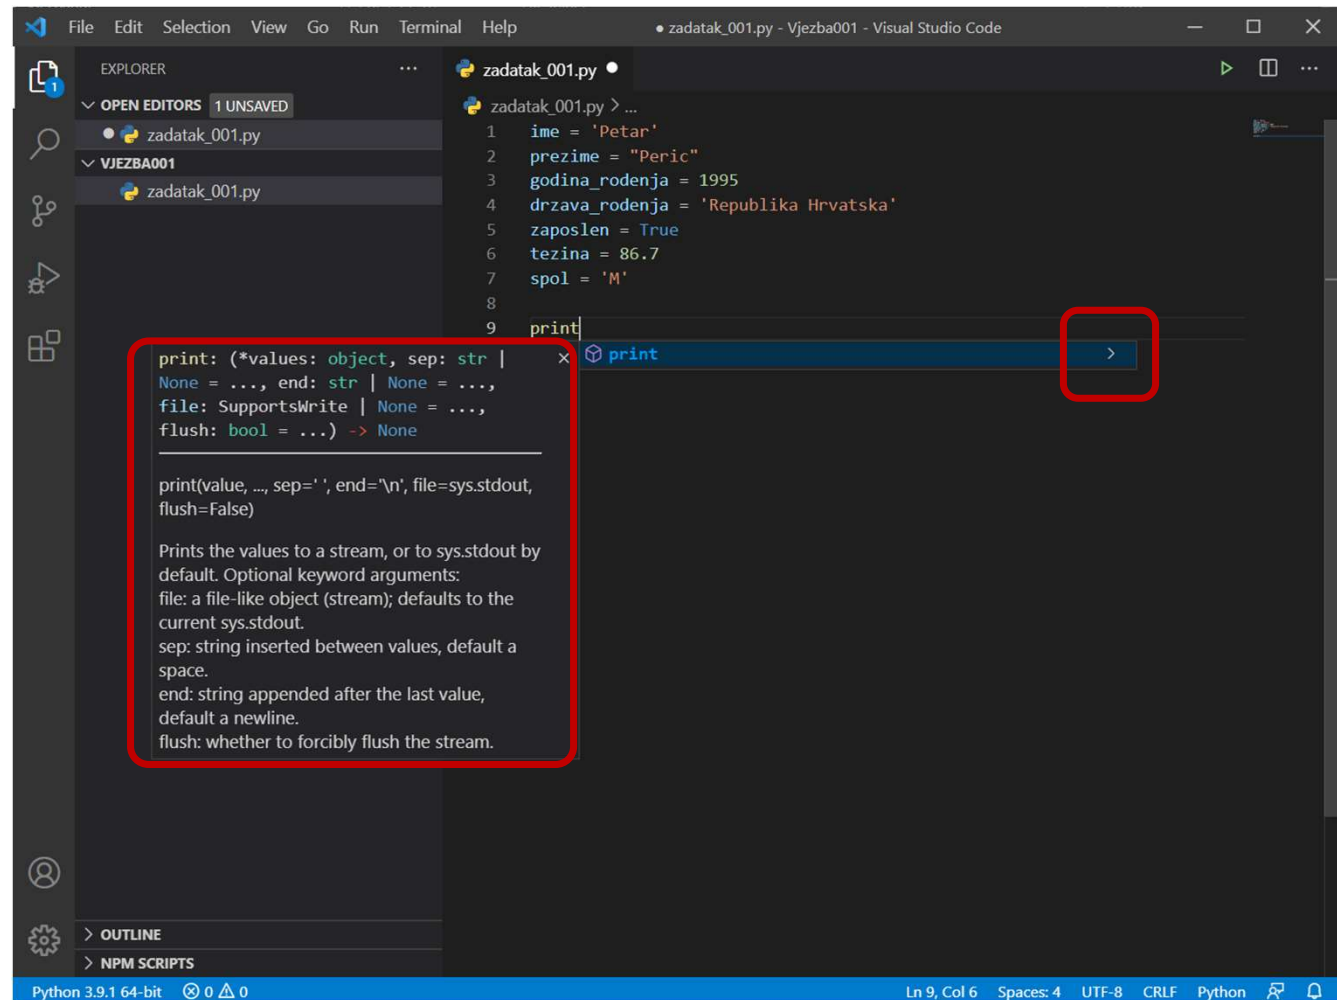 File Edit Selection View Go Run Terminal Help
● zadatak_001.py - Vjezba001 - Visual Studio Code
EXPLORER
OPEN EDITORS 1 UNSAVED
zadatak_001.py
VJEZBA001
zadatak_001.py
1
zadatak_001.py
zadatak_001.py > ...
1 ime = 'Petar'
2 prezime = "Peric"
3 godina_rodenja = 1995
4 drzava_rodenja = 'Republika Hrvatska'
5 zaposlen = True
6 tezina = 86.7
7 spol = 'M'
8
9 print
print
print: (*values: object, sep: str |
None = ..., end: str | None = ...,
file: SupportsWrite | None = ...,
flush: bool = ...) -> None
print(value, ..., sep=' ', end='\n', file=sys.stdout,
flush=False)
Prints the values to a stream, or to sys.stdout by
default. Optional keyword arguments:
file: a file-like object (stream); defaults to the
current sys.stdout.
sep: string inserted between values, default a
space.
end: string appended after the last value,
default a newline.
flush: whether to forcibly flush the stream.
OUTLINE
NPM SCRIPTS
Python 3.9.1 64-bit 0 0
Ln 9, Col 6 Spaces: 4 UTF-8 CRLF Python